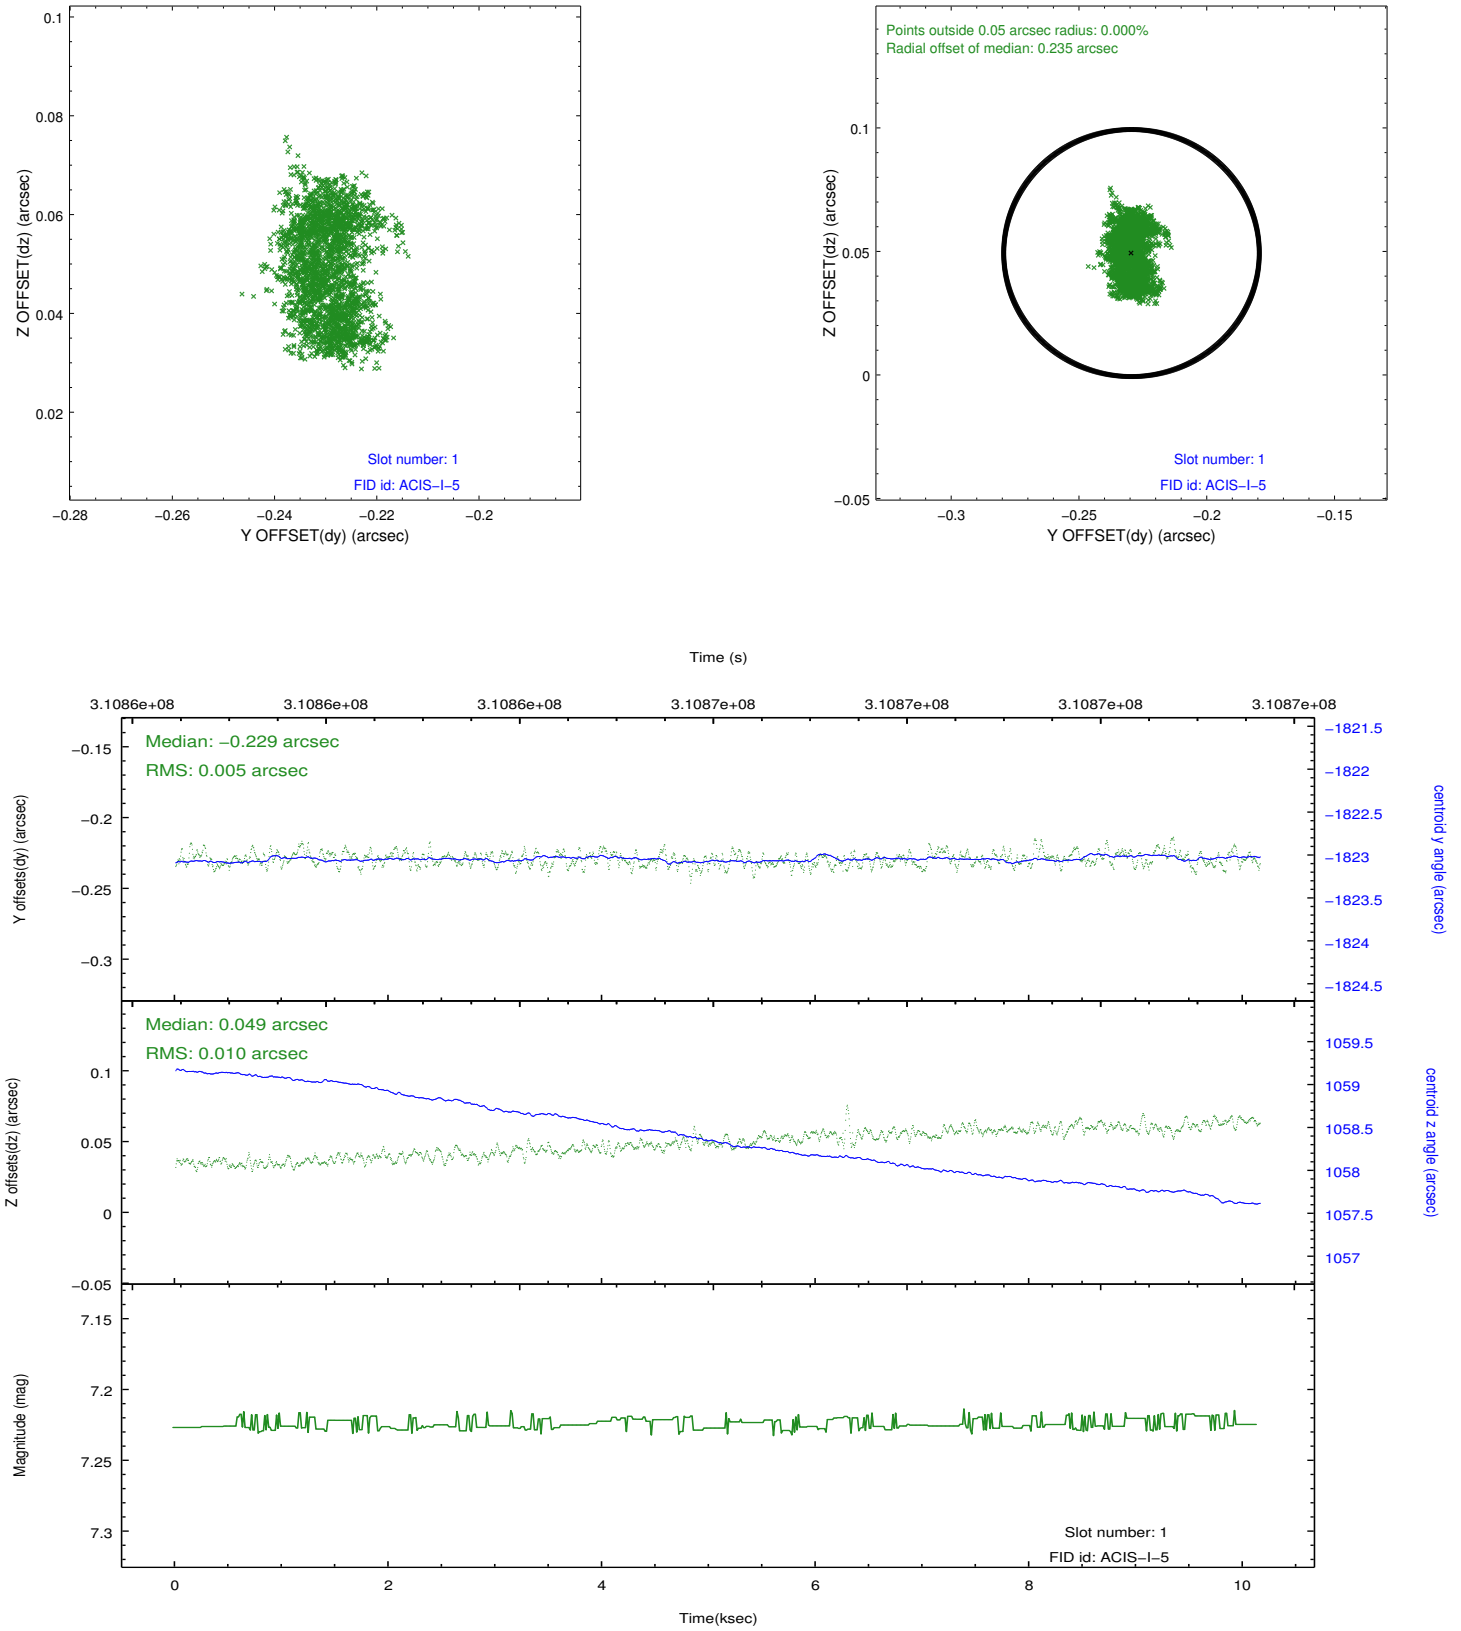 0.1
0.08
0.06
0.04
0.02
Z OFFSET(dz) (arcsec)
−0.28 −0.26 −0.24 −0.22 −0.2
Y OFFSET(dy) (arcsec)
Slot number: 1
FID id: ACIS−I−5
Points outside 0.05 arcsec radius: 0.000%
Radial offset of median: 0.235 arcsec
0.1
0.05
0
−0.05
Z OFFSET(dz) (arcsec)
−0.3 −0.25 −0.2 −0.15
Y OFFSET(dy) (arcsec)
Slot number: 1
FID id: ACIS−I−5
Time (s)
3.1086e+08 3.1086e+08 3.1086e+08 3.1087e+08 3.1087e+08 3.1087e+08 3.1087e+08
Median: −0.229 arcsec
RMS: 0.005 arcsec
−0.15
−0.2
−0.25
−0.3
Y offsets(dy) (arcsec)
−1821.5
−1822
−1822.5
−1823
−1823.5
−1824
−1824.5
centroid y angle (arcsec)
Median: 0.049 arcsec
RMS: 0.010 arcsec
0.1
0.05
0
−0.05
Z offsets(dz) (arcsec)
1059.5
1059
1058.5
1058
1057.5
1057
centroid z angle (arcsec)
7.15
7.2
7.25
7.3
Magnitude (mag)
Slot number: 1
FID id: ACIS−I−5
0 2 4 6 8 10
Time(ksec)